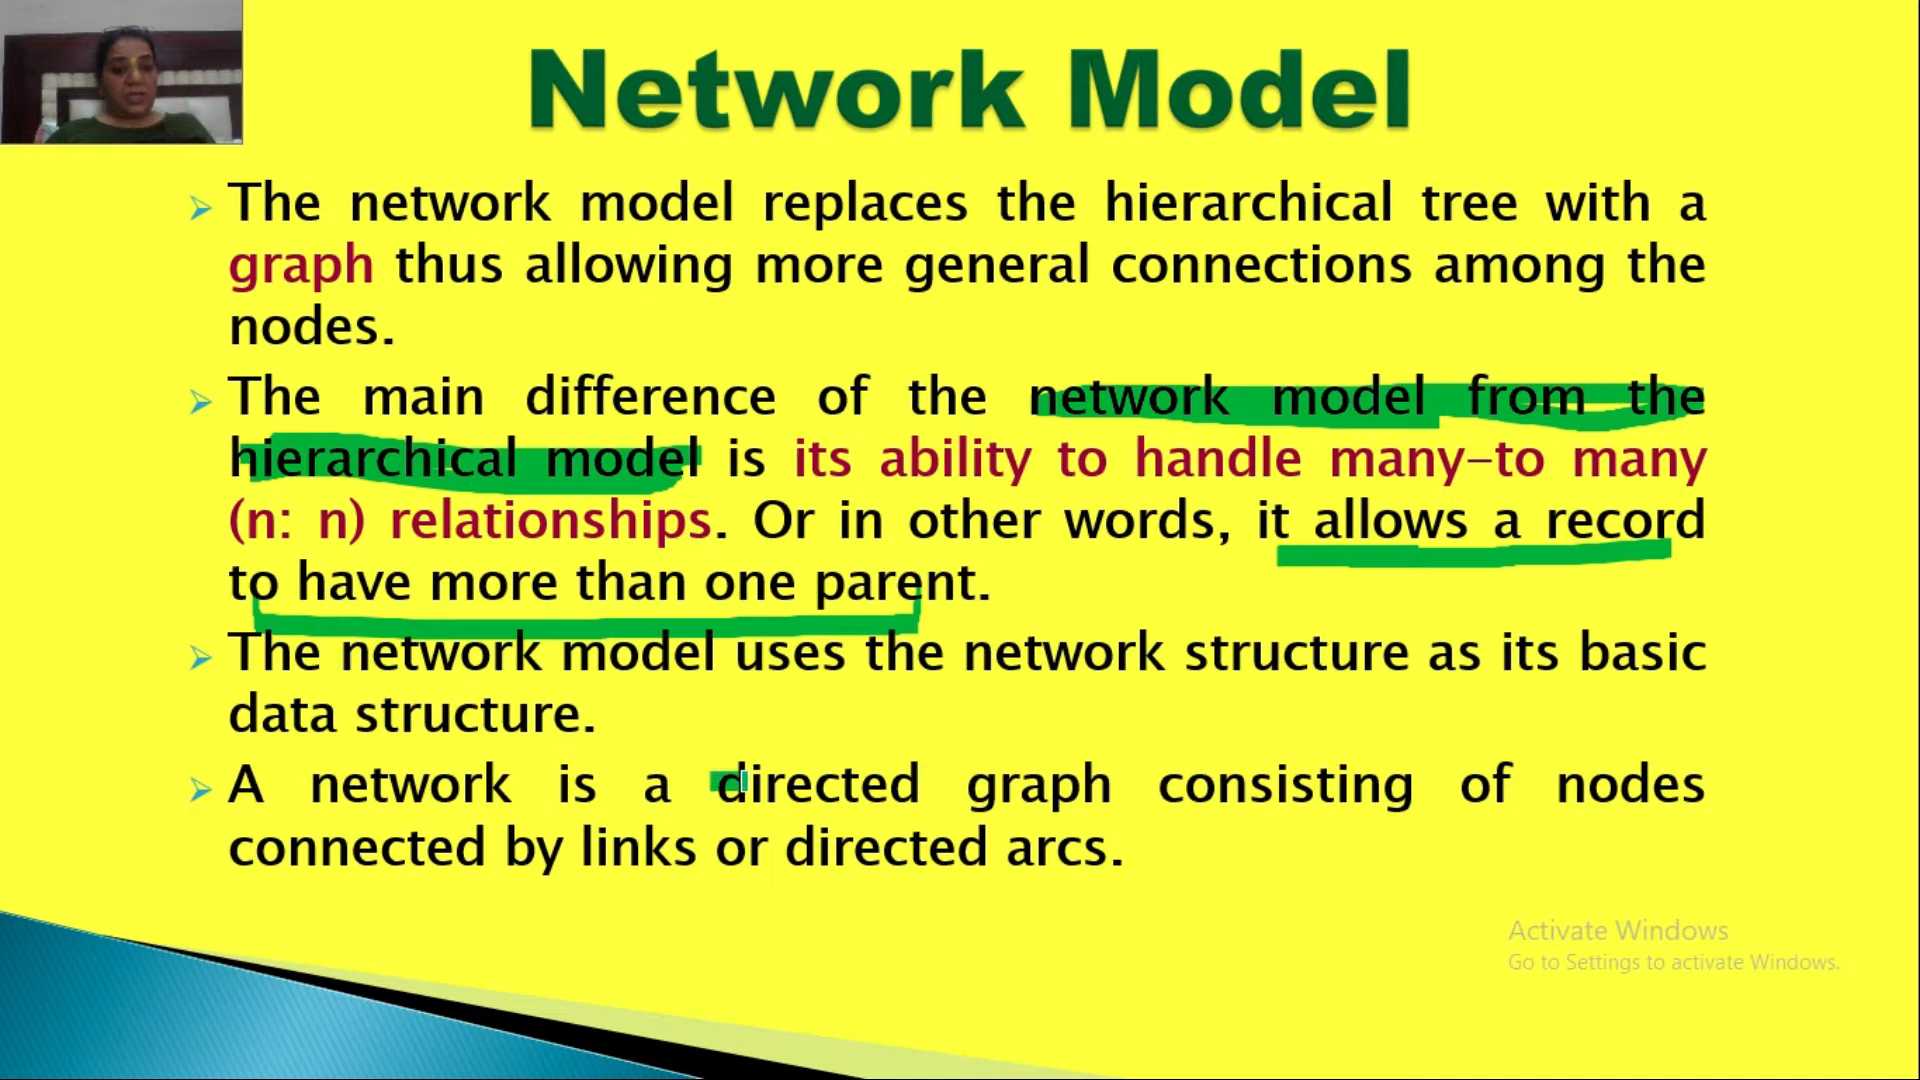 Network Model
The network model replaces the hierarchical tree with a
graph thus allowing more general connections among the
nodes.
The main difference of the network model from the
hierarchical model is its ability to handle many-to many
(n: n) relationships. Or in other words, it allows a record
to have more than one parent.
The network model uses the network structure as its basic
data structure.
A network is a directed graph consisting of nodes
connected by links or directed arcs.
Activate Windows
Go to Settings to activate Windows.